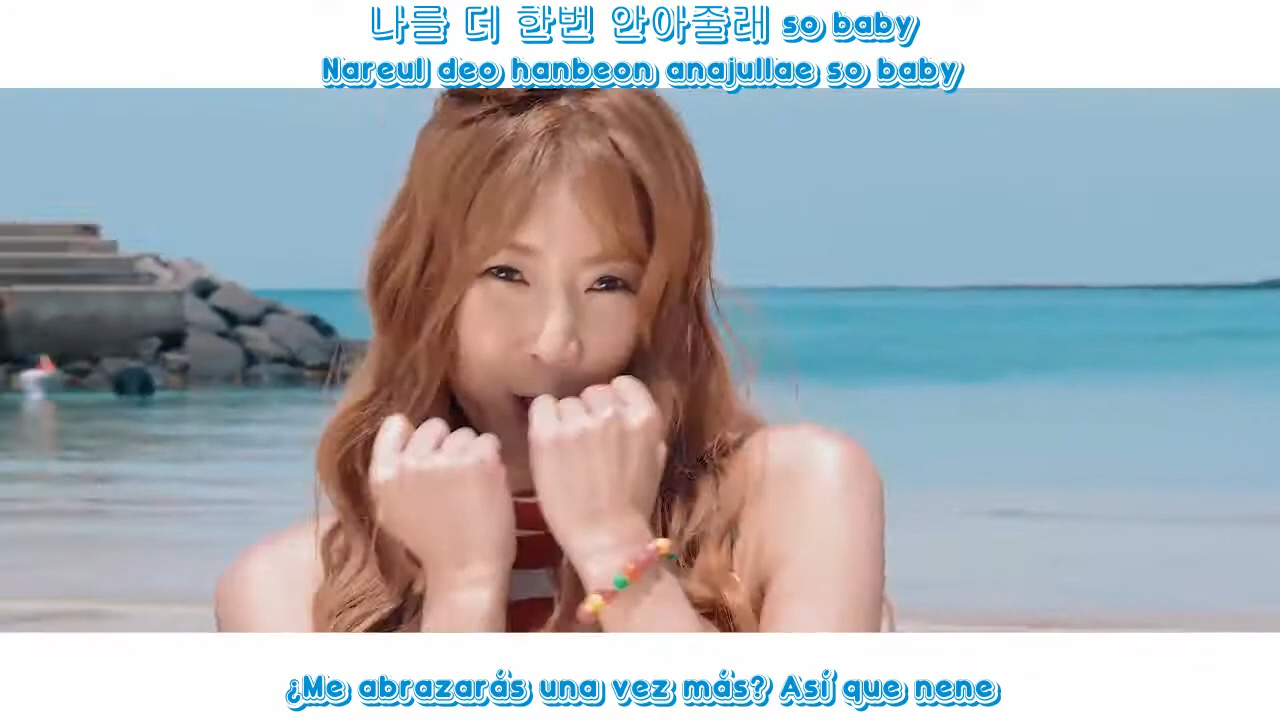 나를 더 한번 안아줄래 so baby
Nareul deo hanbeon anajullae so baby
¿Me abrazarás una vez más? Así que nene